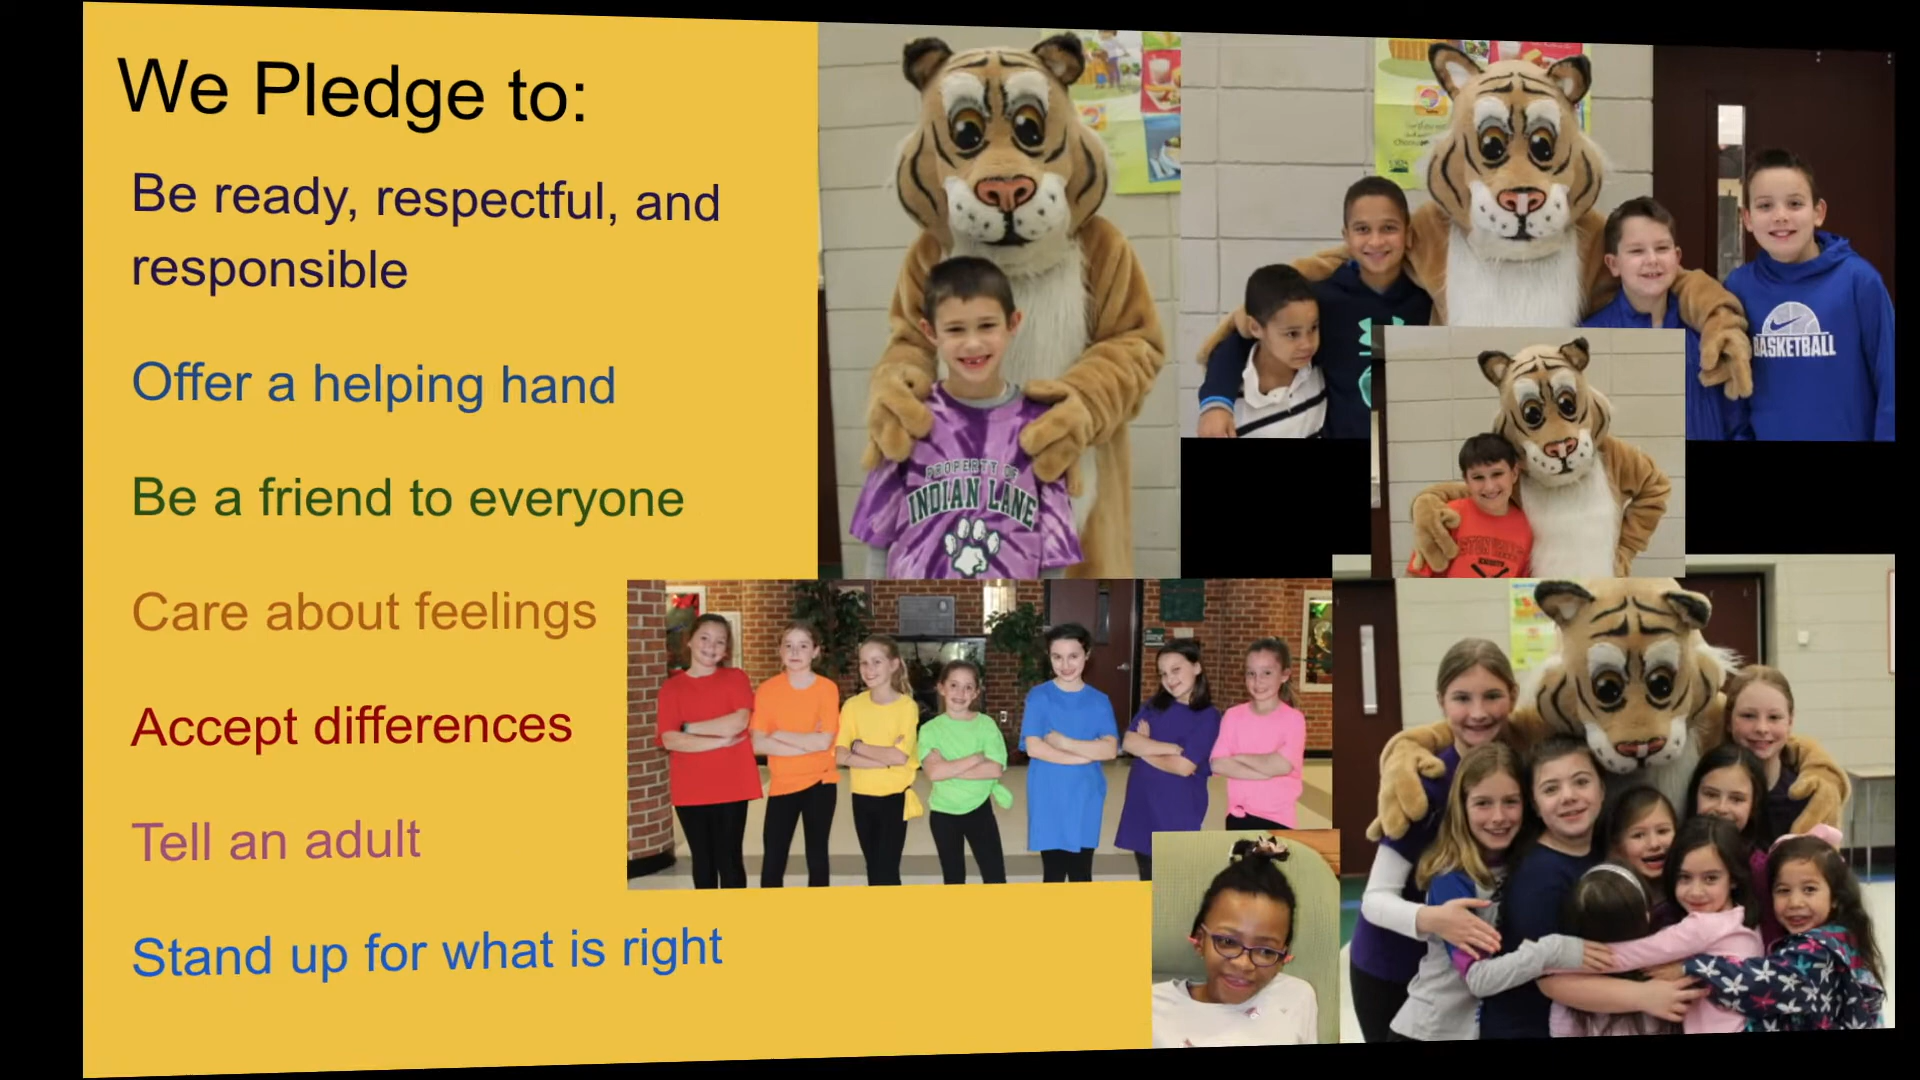 We Pledge to:
Be ready, respectful, and
responsible
Offer a helping hand
Be a friend to everyone
Care about feelings
Accept differences
Tell an adult
Stand up for what is right
PROPERTY OF
INDIAN LANE
BASKETBALL